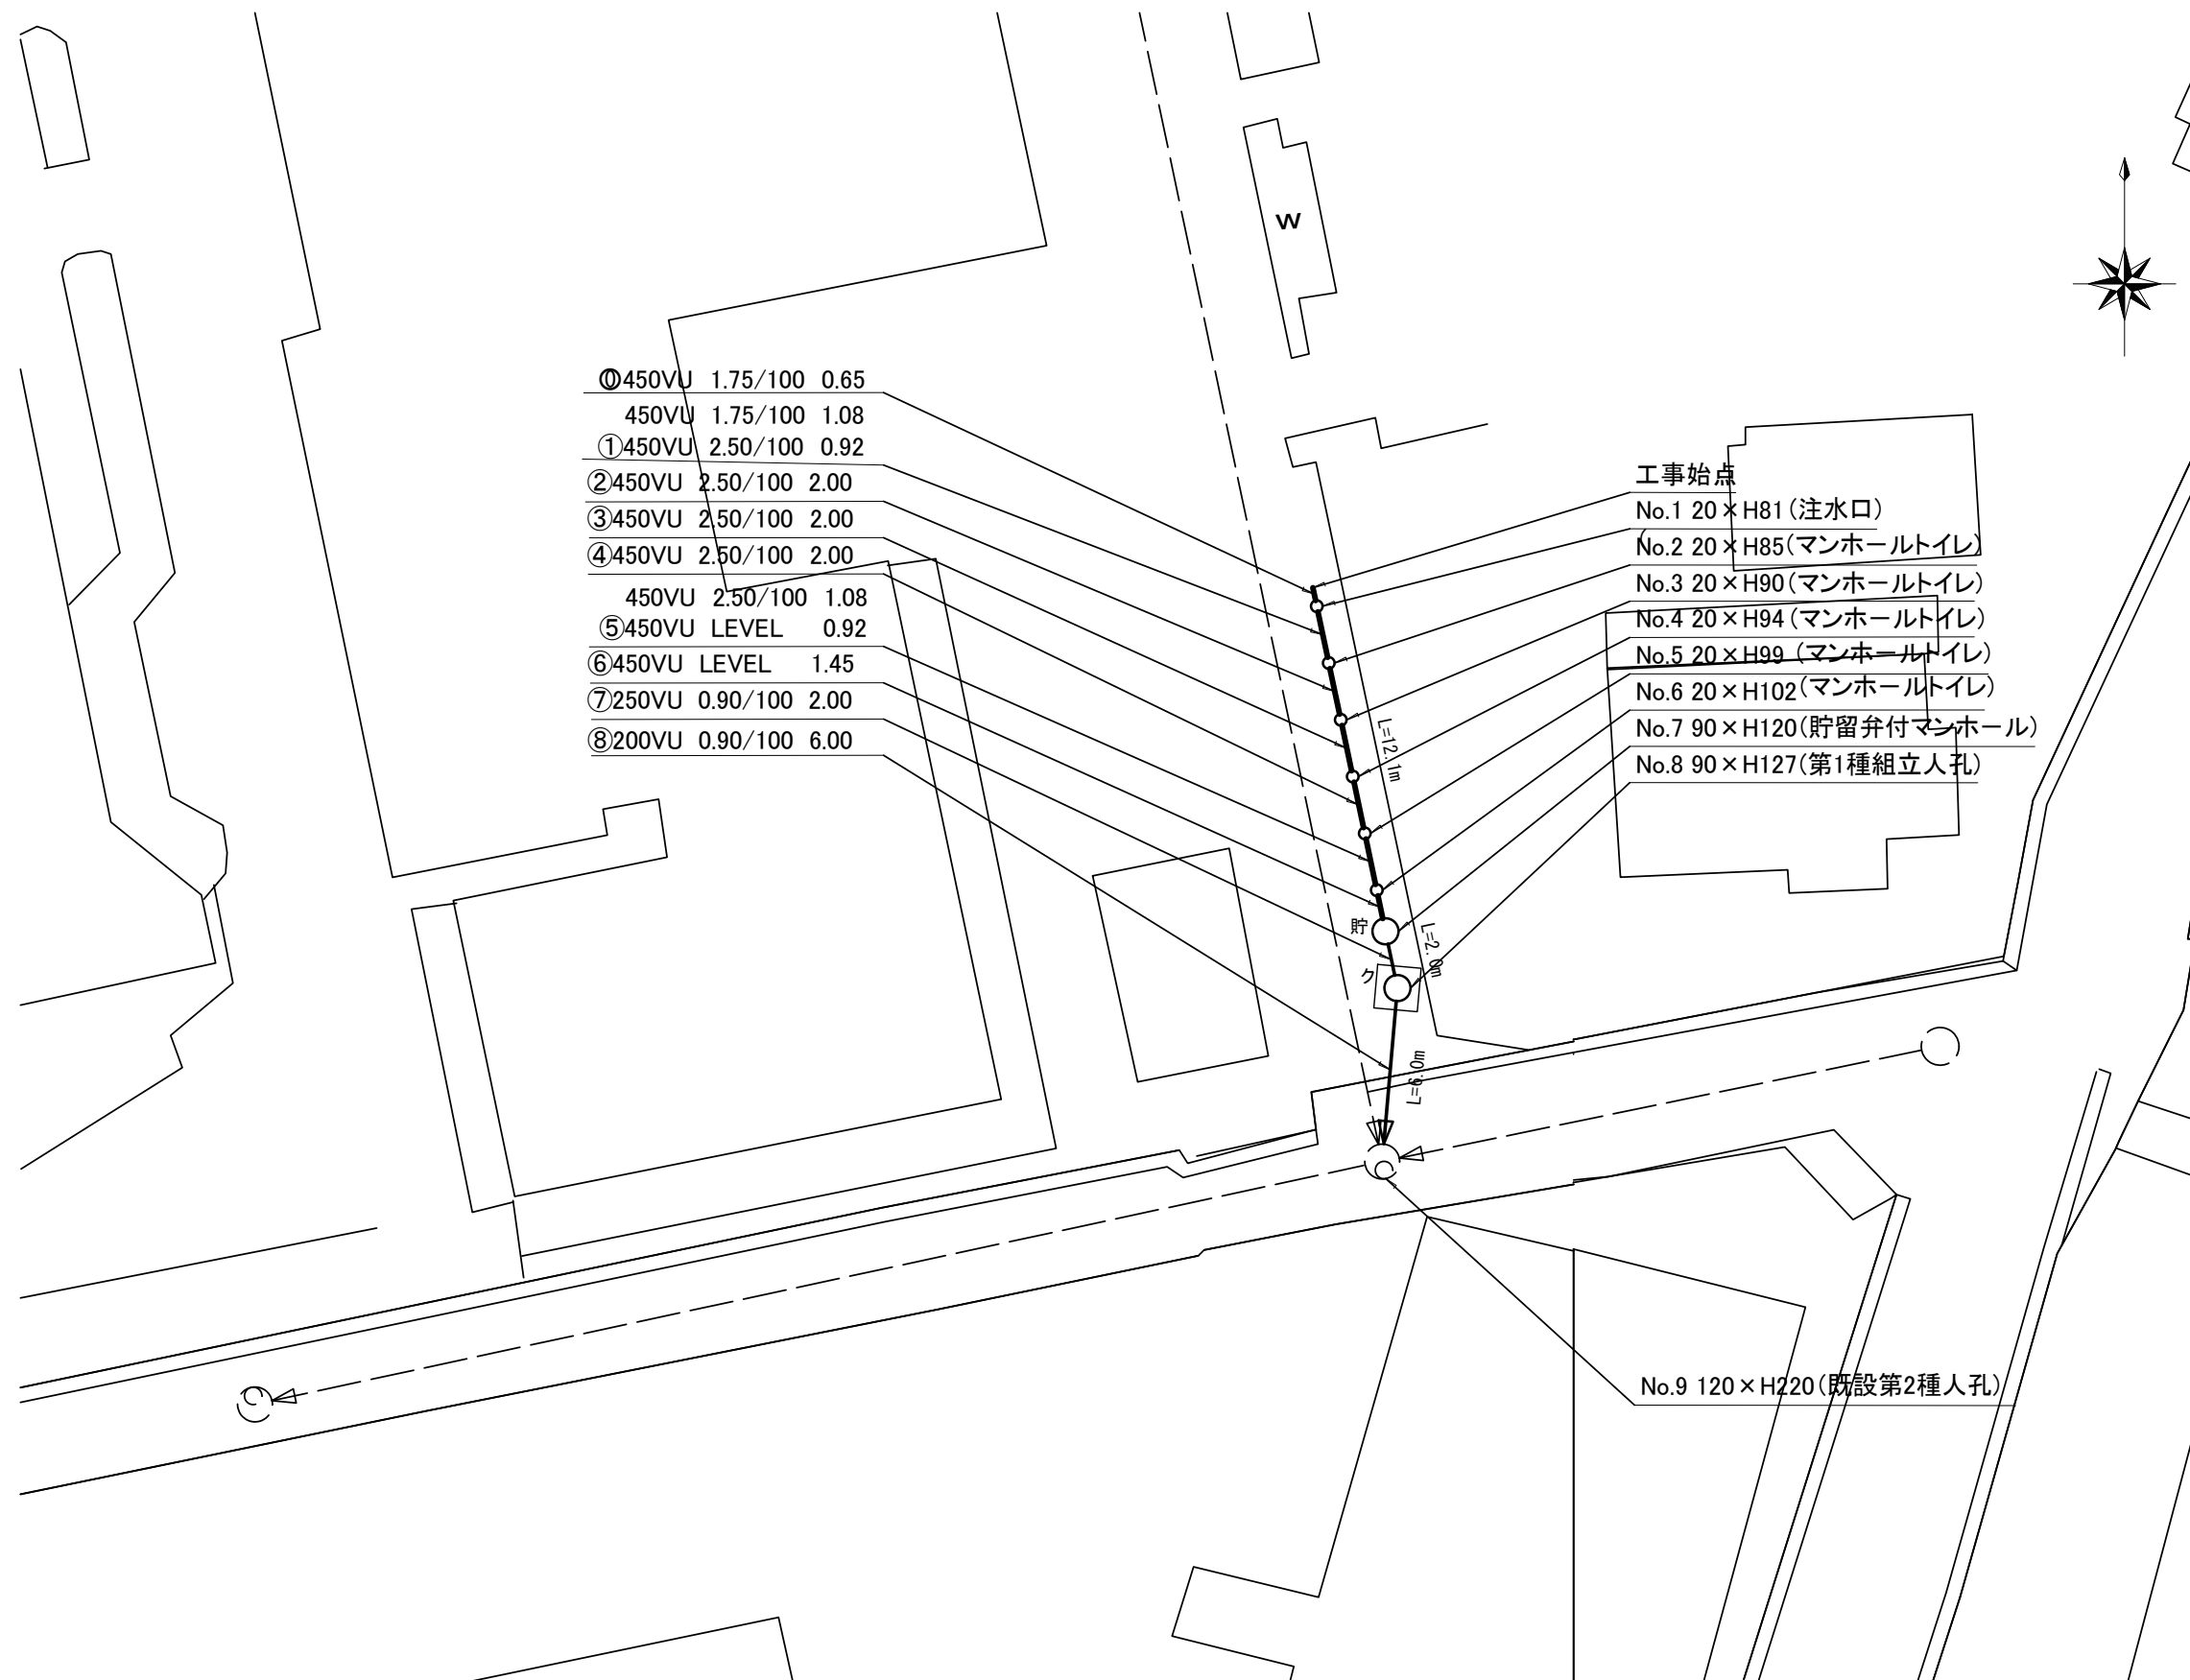 W
⓪450VU 1.75/100 0.65
450VU 1.75/100 1.08
①450VU 2.50/100 0.92
②450VU 2.50/100 2.00
③450VU 2.50/100 2.00
④450VU 2.50/100 2.00
450VU 2.50/100 1.08
⑤450VU LEVEL 0.92
⑥450VU LEVEL 1.45
⑦250VU 0.90/100 2.00
⑧200VU 0.90/100 6.00
工事始点
No.1 20×H81(注水口)
No.2 20×H85(マンホールトイレ)
No.3 20×H90(マンホールトイレ)
No.4 20×H94(マンホールトイレ)
No.5 20×H99 (マンホールトイレ)
No.6 20×H102(マンホールトイレ)
No.7 90×H120(貯留弁付マンホール)
No.8 90×H127(第1種組立人孔)
L=12.1m
貯
L=2.0m
ク
L=6.0m
No.9 120×H220(既設第2種人孔)